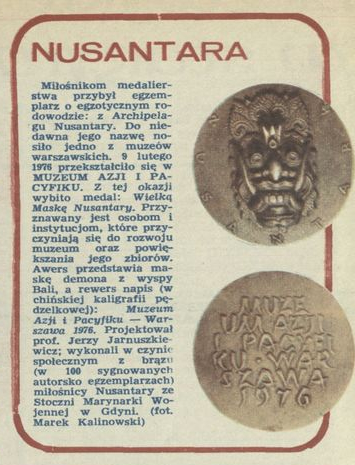 NUSANTARA
Miłośnikom medalier-
stwa przybył egzem-
plarz o egzotycznym ro-
dowodzie: z Archipela-
gu Nusantary. Do nie-
dawna jego nazwę no-
siło jedno z muzeów
warszawskich. 9 lutego
1976 przekształciło się w
MUZEUM AZJI I PA-
CYFIKU. Z tej okazji
wybito medal: Wielką
Maskę Nusantary. Przy-
znawany jest osobom i
instytucjom, które przy-
czyniają się do rozwoju
muzeum oraz powię-
kszania jego zbiorów.
Awers przedstawia ma-
skę demona z wyspy
Bali, a rewers napis (w
chińskiej kaligrafii pę-
dzelkowej): Muzeum
Azji i Pacyfiku — War-
szawa 1976. Projektował
prof. Jerzy Jarnuszkie-
wicz; wykonali w czynie
społecznym z brązu
(w 100 sygnowanych
autorsko egzemplarzach)
miłośnicy Nusantary ze
Stoczni Marynarki Wo-
jennej w Gdyni. (fot.
Marek Kalinowski)
NUSANTARA
MUZE
UM AZJI
I PACYFI
KU · WAR
SZAWA
1976